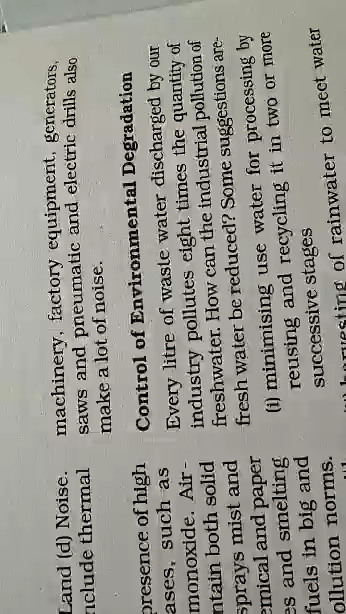 Land (d) Noise.
include thermal
presence of high
ases, such as
monoxide. Air-
ntain both solid
sprays mist and
emical and paper
es and smelting
fuels in big and
ollution norms.
machinery, factory equipment, generators,
saws and pneumatic and electric drills also
make a lot of noise.
Control of Environmental Degradation
Every litre of waste water discharged by our
industry pollutes eight times the quantity of
freshwater. How can the industrial pollution of
fresh water be reduced? Some suggestions are-
(i) minimising use water for processing by
reusing and recycling it in two or more
successive stages
harvesting of rainwater to meet water